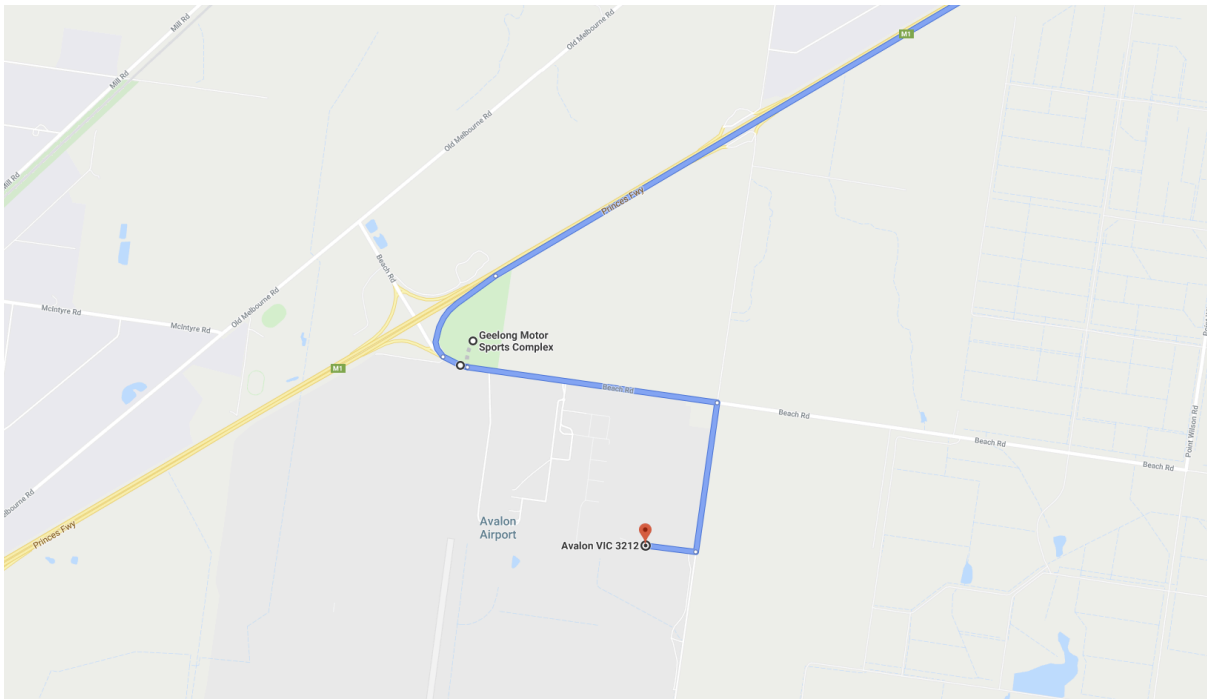 Mill Rd
Mill Rd
Mill Rd
Old Melbourne Rd
Old Melbourne Rd
M1
Princes Fwy
Beach Rd
Old Melbourne Rd
McIntyre Rd
McIntyre Rd
Geelong Motor
Sports Complex
M1
Beach Rd
Beach Rd
Beach Rd
Beach Rd
Point Wilson Rd
Avalon
Airport
Avalon VIC 3212
Princes Fwy